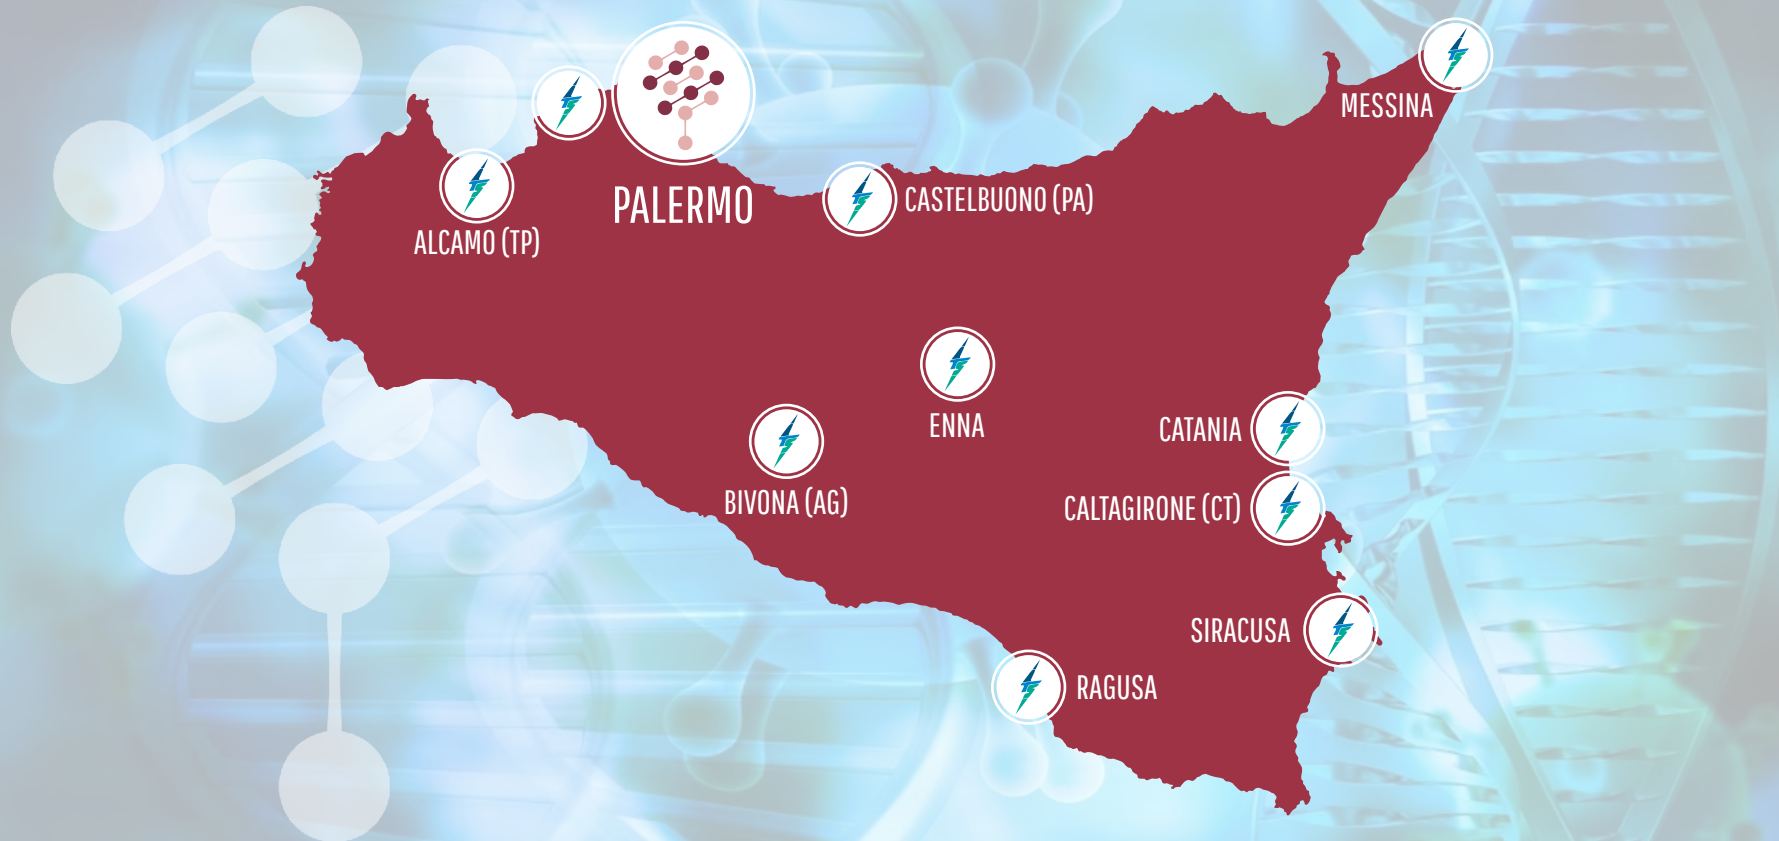 MESSINA
PALERMO
CASTELBUONO (PA)
ALCAMO (TP)
ENNA
CATANIA
BIVONA (AG)
CALTAGIRONE (CT)
SIRACUSA
RAGUSA